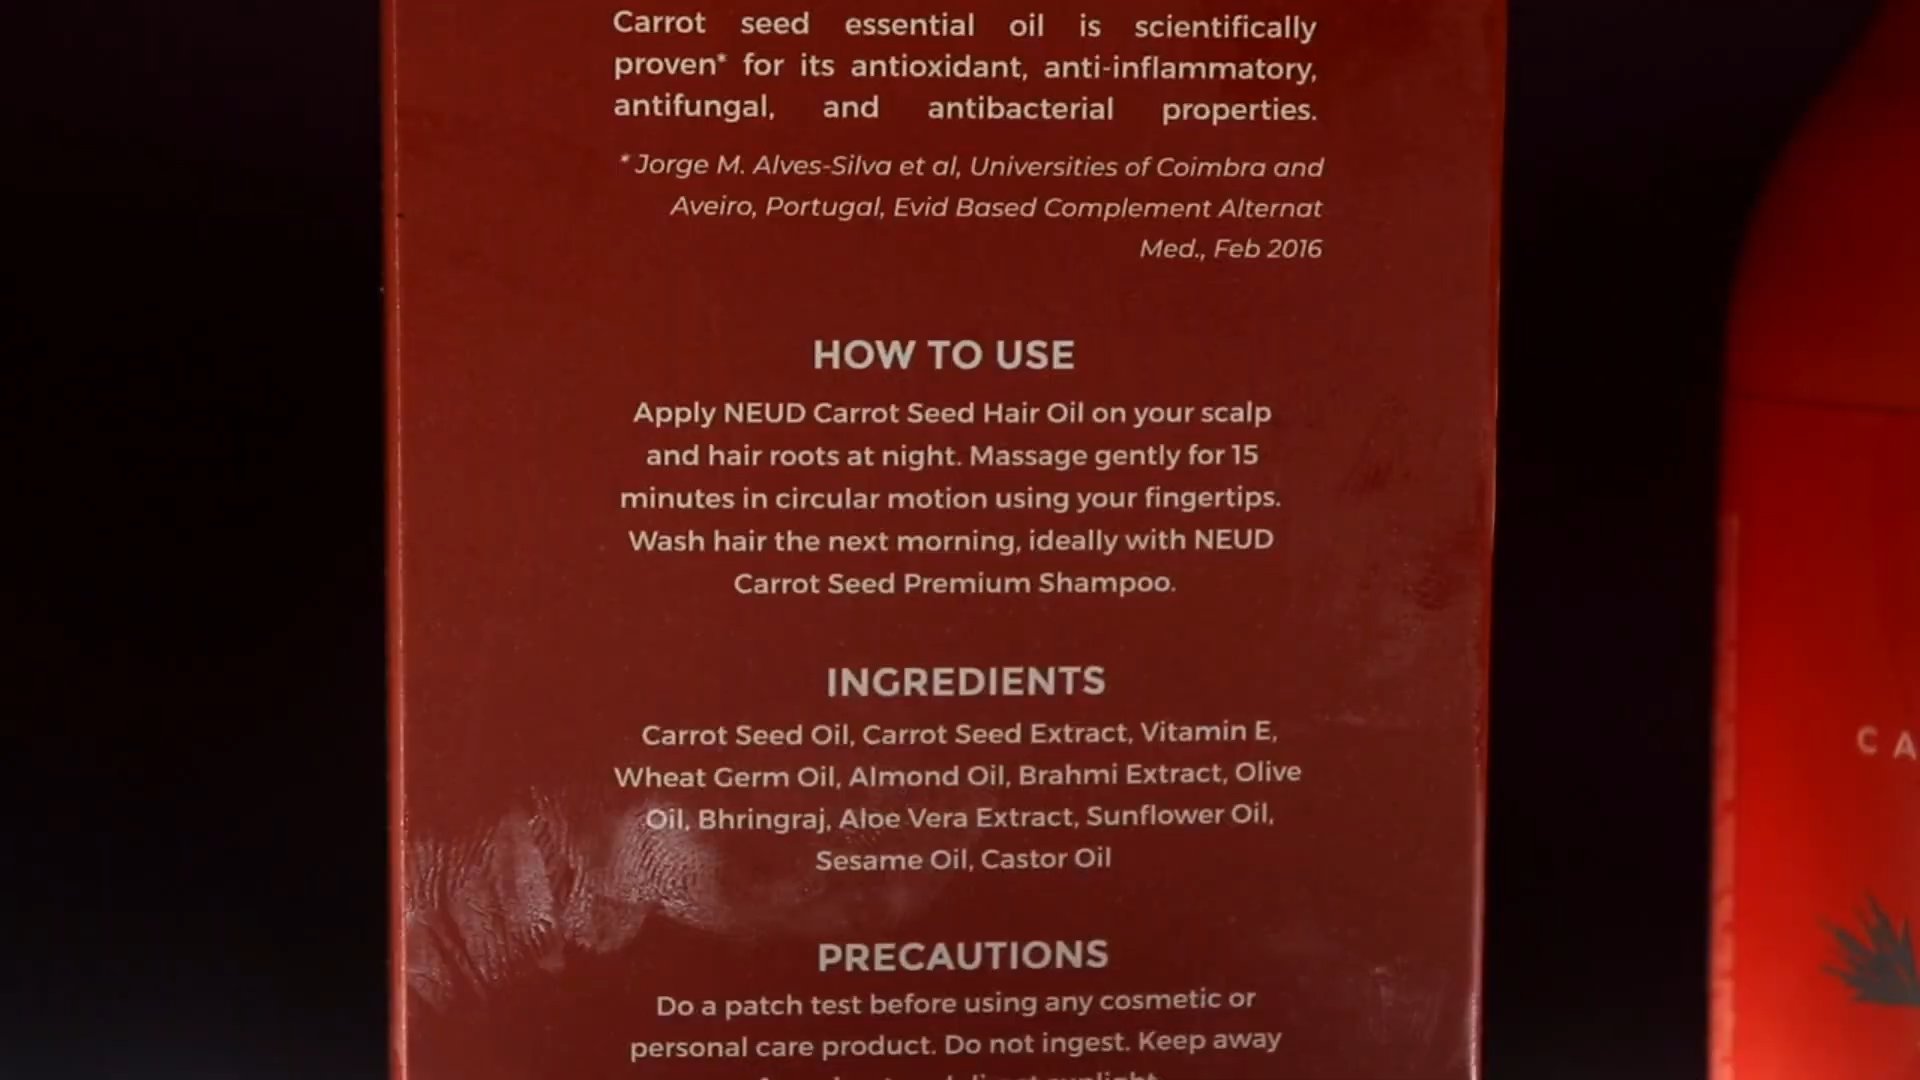 Carrot seed essential oil is scientifically
proven* for its antioxidant, anti-inflammatory,
antifungal, and antibacterial properties.
* Jorge M. Alves-Silva et al, Universities of Coimbra and
Aveiro, Portugal, Evid Based Complement Alternat
Med., Feb 2016
HOW TO USE
Apply NEUD Carrot Seed Hair Oil on your scalp
and hair roots at night. Massage gently for 15
minutes in circular motion using your fingertips.
Wash hair the next morning, ideally with NEUD
Carrot Seed Premium Shampoo.
INGREDIENTS
Carrot Seed Oil, Carrot Seed Extract, Vitamin E,
Wheat Germ Oil, Almond Oil, Brahmi Extract, Olive
Oil, Bhringraj, Aloe Vera Extract, Sunflower Oil,
Sesame Oil, Castor Oil
PRECAUTIONS
Do a patch test before using any cosmetic or
personal care product. Do not ingest. Keep away
CA